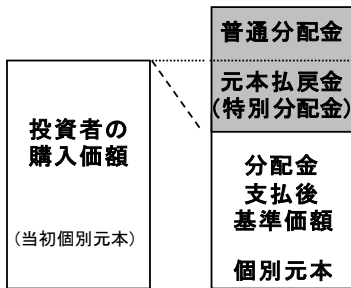 投資者の
購入価額
(当初個別元本)
普通分配金
元本払戻金
(特別分配金)
分配金
支払後
基準価額
個別元本